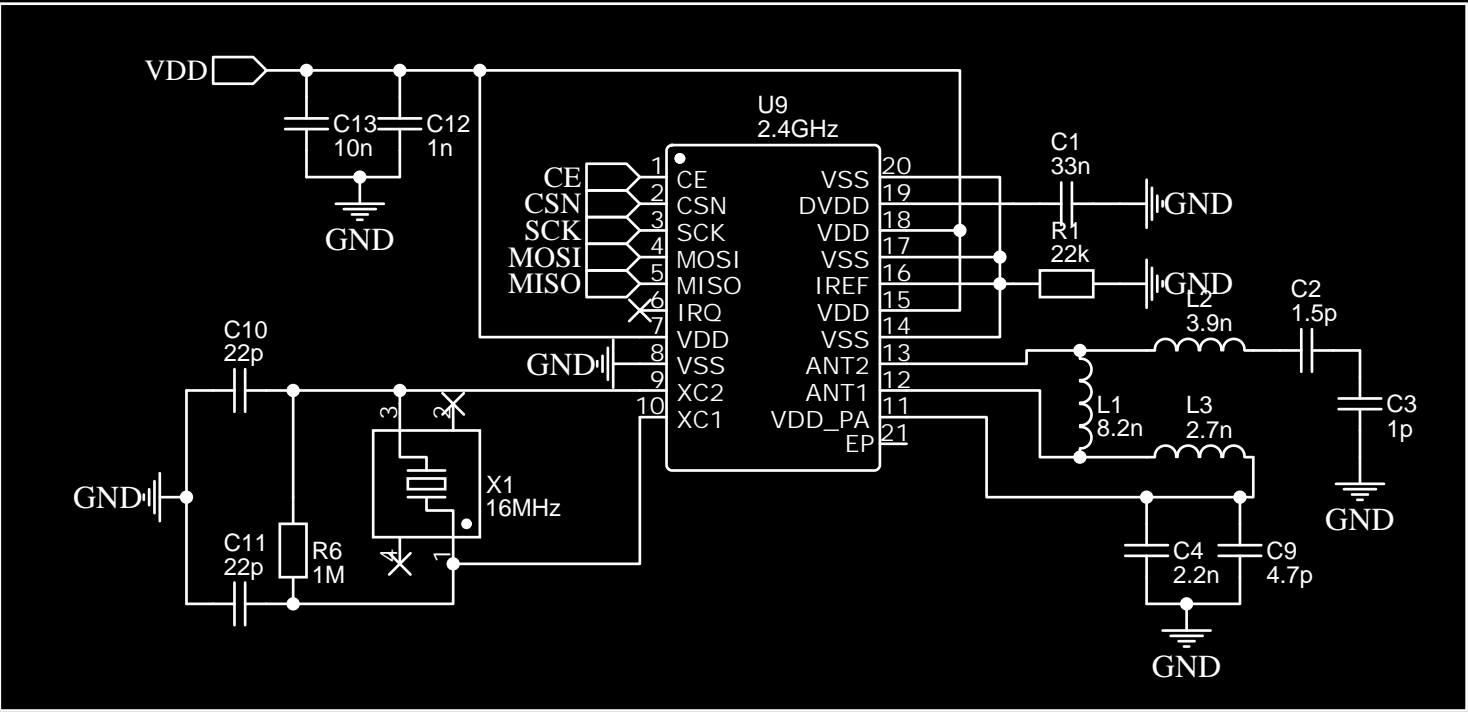 VDD
C13
10n
C12
1n
GND
U9
2.4GHz
CE
CSN
SCK
MOSI
MISO
1
2
3
4
5
6
7
8
9
10
CE
CSN
SCK
MOSI
MISO
IRQ
VDD
VSS
XC2
XC1
VSS
DVDD
VDD
VSS
IREF
VDD
VSS
ANT2
ANT1
VDD_PA
EP
20
19
18
17
16
15
14
13
12
11
21
C1
33n
GND
R1
22k
GND
L2
3.9n
C2
1.5p
L1
8.2n
L3
2.7n
C3
1p
GND
C4
2.2n
C9
4.7p
GND
GND
C10
22p
GND
C11
22p
R6
1M
3
2
X1
16MHz
4
1